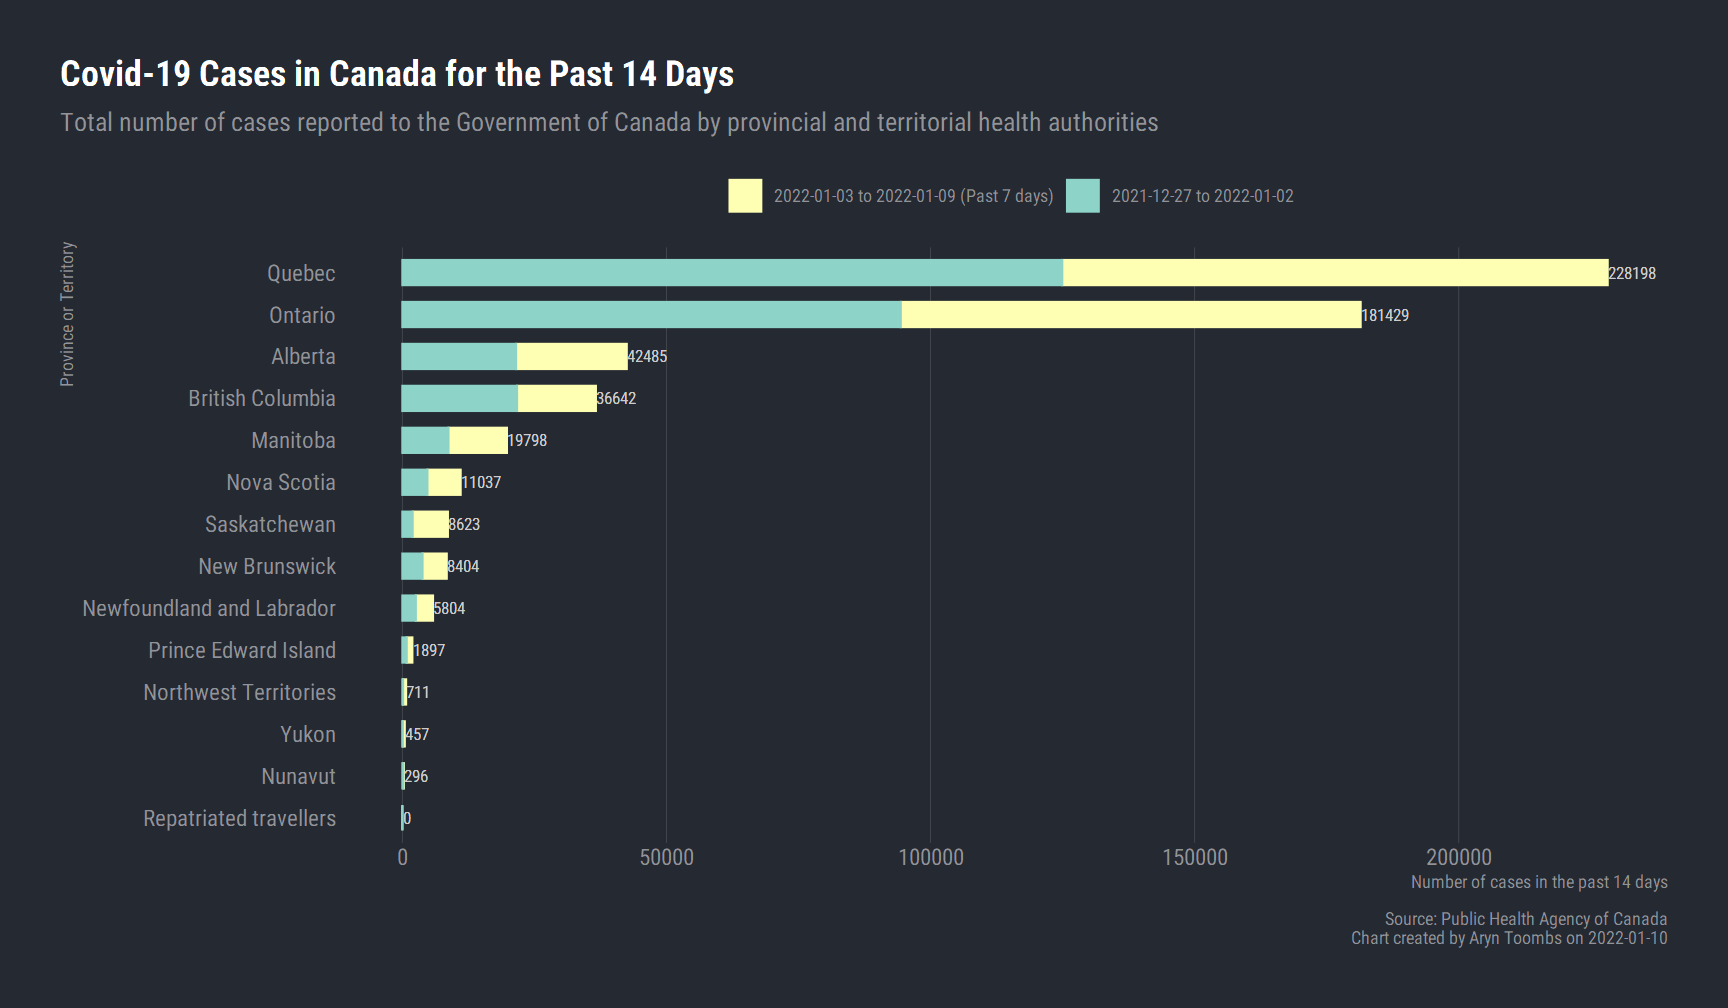 Covid-19 Cases in Canada for the Past 14 Days
Total number of cases reported to the Government of Canada by provincial and territorial health authorities
2022-01-03 to 2022-01-09 (Past 7 days) 2021-12-27 to 2022-01-02
Province or Territory
Quebec 228198
Ontario 181429
Alberta 42485
British Columbia 36642
Manitoba 19798
Nova Scotia 11037
Saskatchewan 8623
New Brunswick 8404
Newfoundland and Labrador 5804
Prince Edward Island 1897
Northwest Territories 711
Yukon 457
Nunavut 296
Repatriated travellers 0
0 50000 100000 150000 200000
Number of cases in the past 14 days
Source: Public Health Agency of Canada
Chart created by Aryn Toombs on 2022-01-10